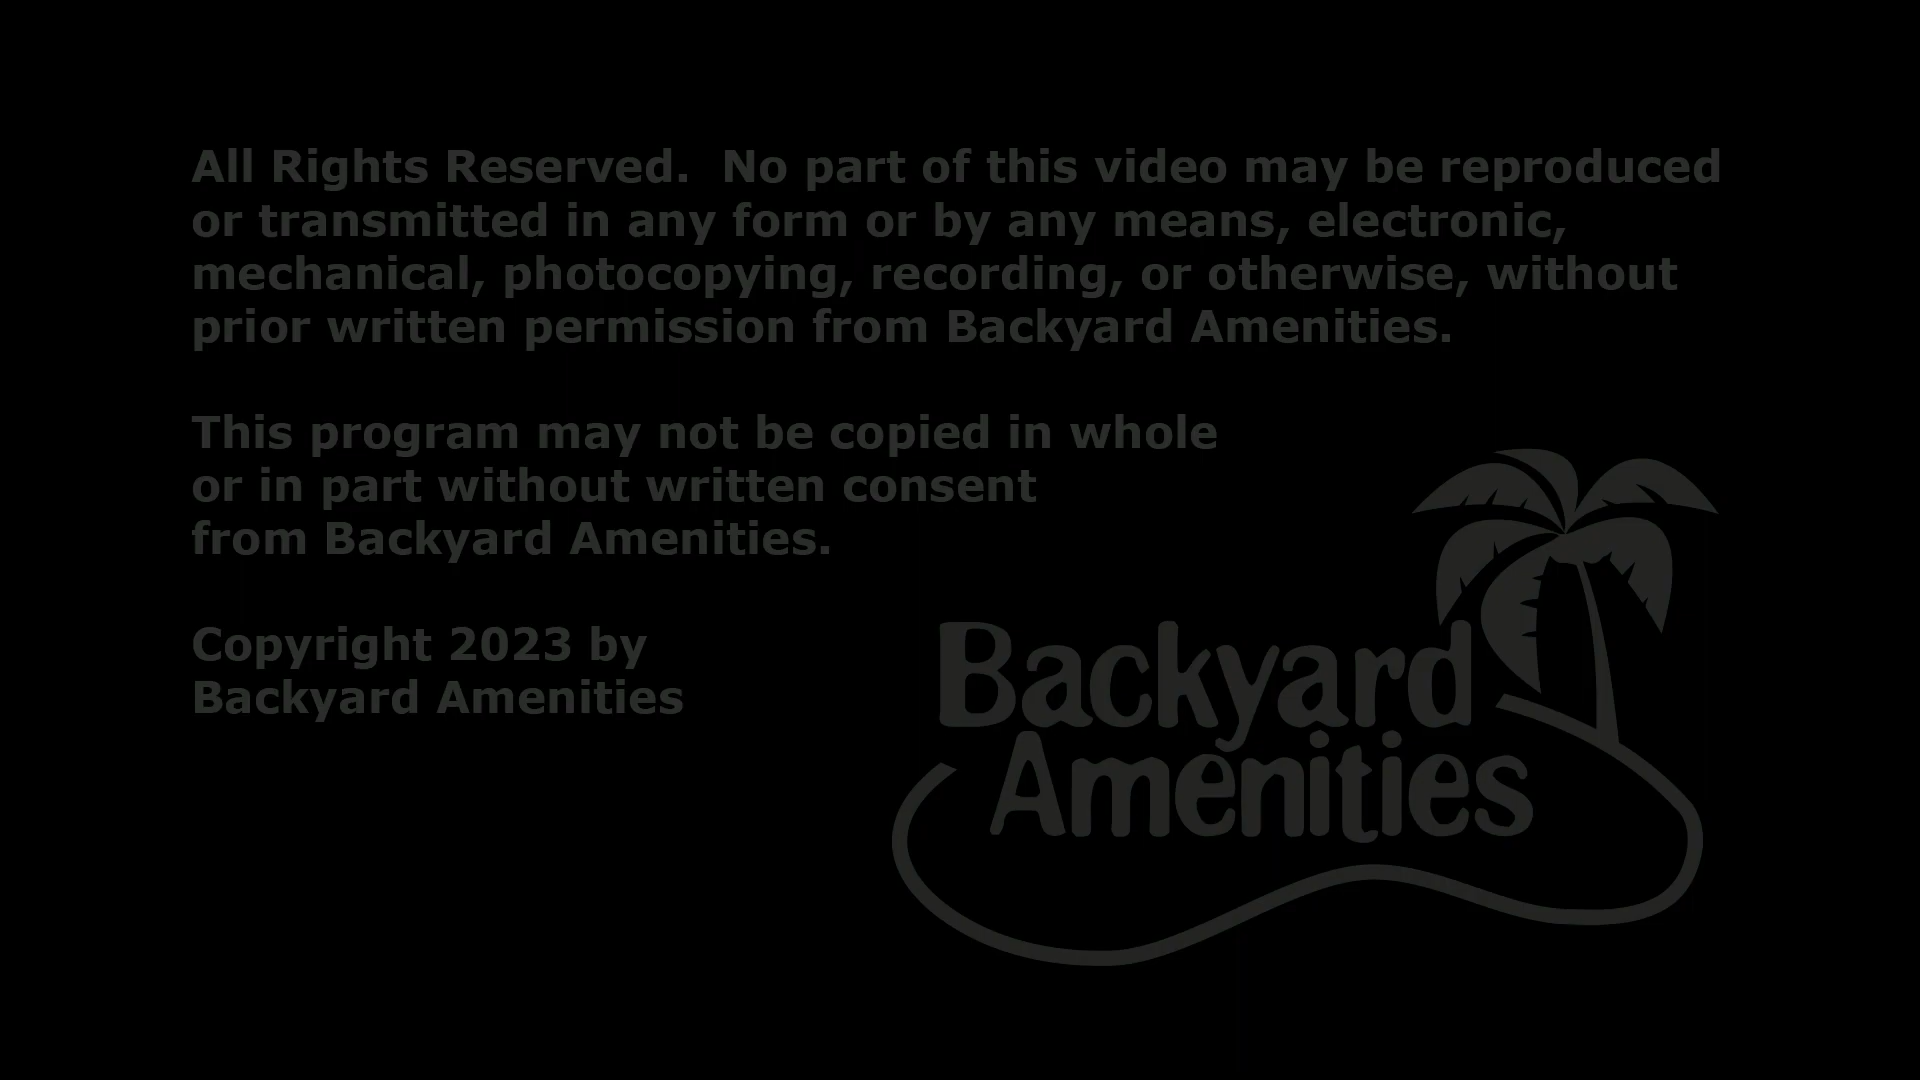 All Rights Reserved.  No part of this video may be reproduced
or transmitted in any form or by any means, electronic,
mechanical, photocopying, recording, or otherwise, without
prior written permission from Backyard Amenities.
This program may not be copied in whole
or in part without written consent
from Backyard Amenities.
Copyright 2023 by
Backyard Amenities
Backyard
Amenities